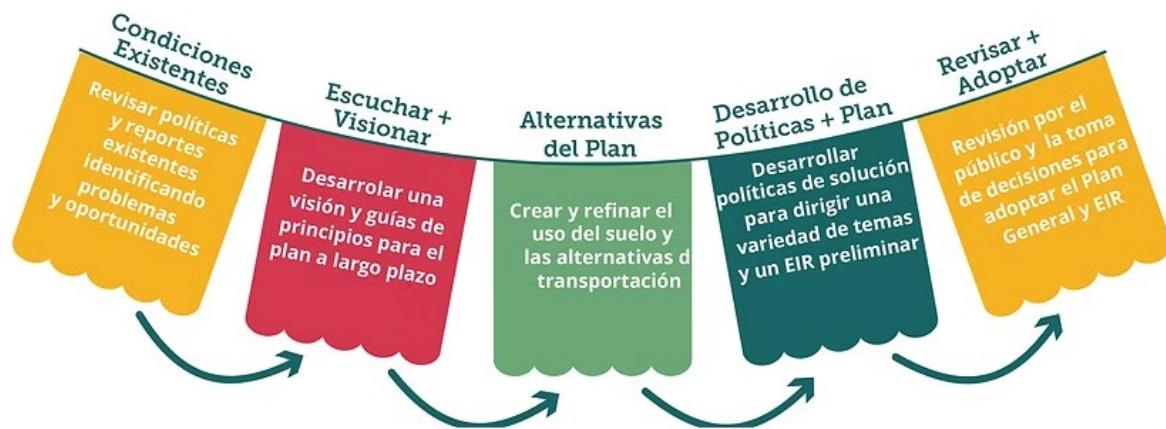 Condiciones
Existentes
Revisar políticas
y reportes
existentes
identificando
problemas
y oportunidades
Escuchar +
Visionar
Desarrolar una
visión y guías de
principios para el
plan a largo plazo
Alternativas
del Plan
Crear y refinar el
uso del suelo y
las alternativas d
transportación
Desarrollo de
Políticas + Plan
Desarrollar
políticas de solución
para dirigir una
variedad de temas
y un EIR preliminar
Revisar +
Adoptar
Revisión por el
público y la toma
de decisiones para
adoptar el Plan
General y EIR